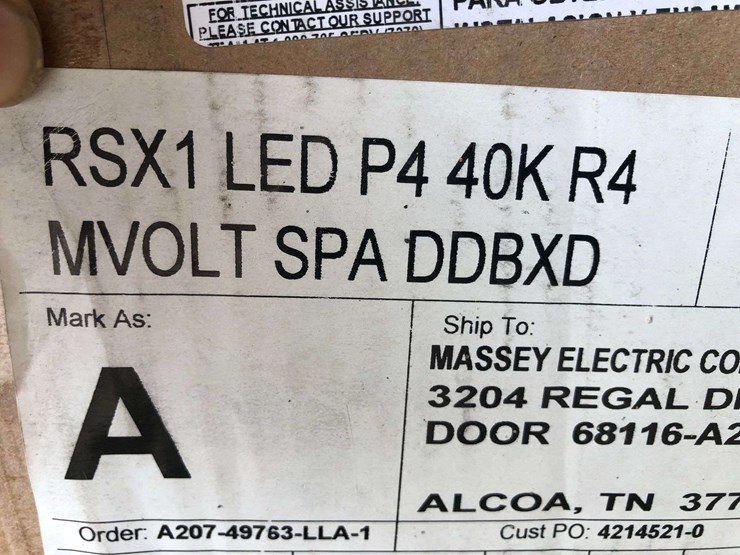 FOR TECHNICAL ASSISTANCE,
PLEASE CONTACT OUR SUPPORT
PARA
RSX1 LED P4 40K R4
MVOLT SPA DDBXD
Mark As:
A
Ship To:
MASSEY ELECTRIC CO
3204 REGAL D
DOOR 68116-A2
ALCOA, TN 377
Order: A207-49763-LLA-1
Cust PO: 4214521-0